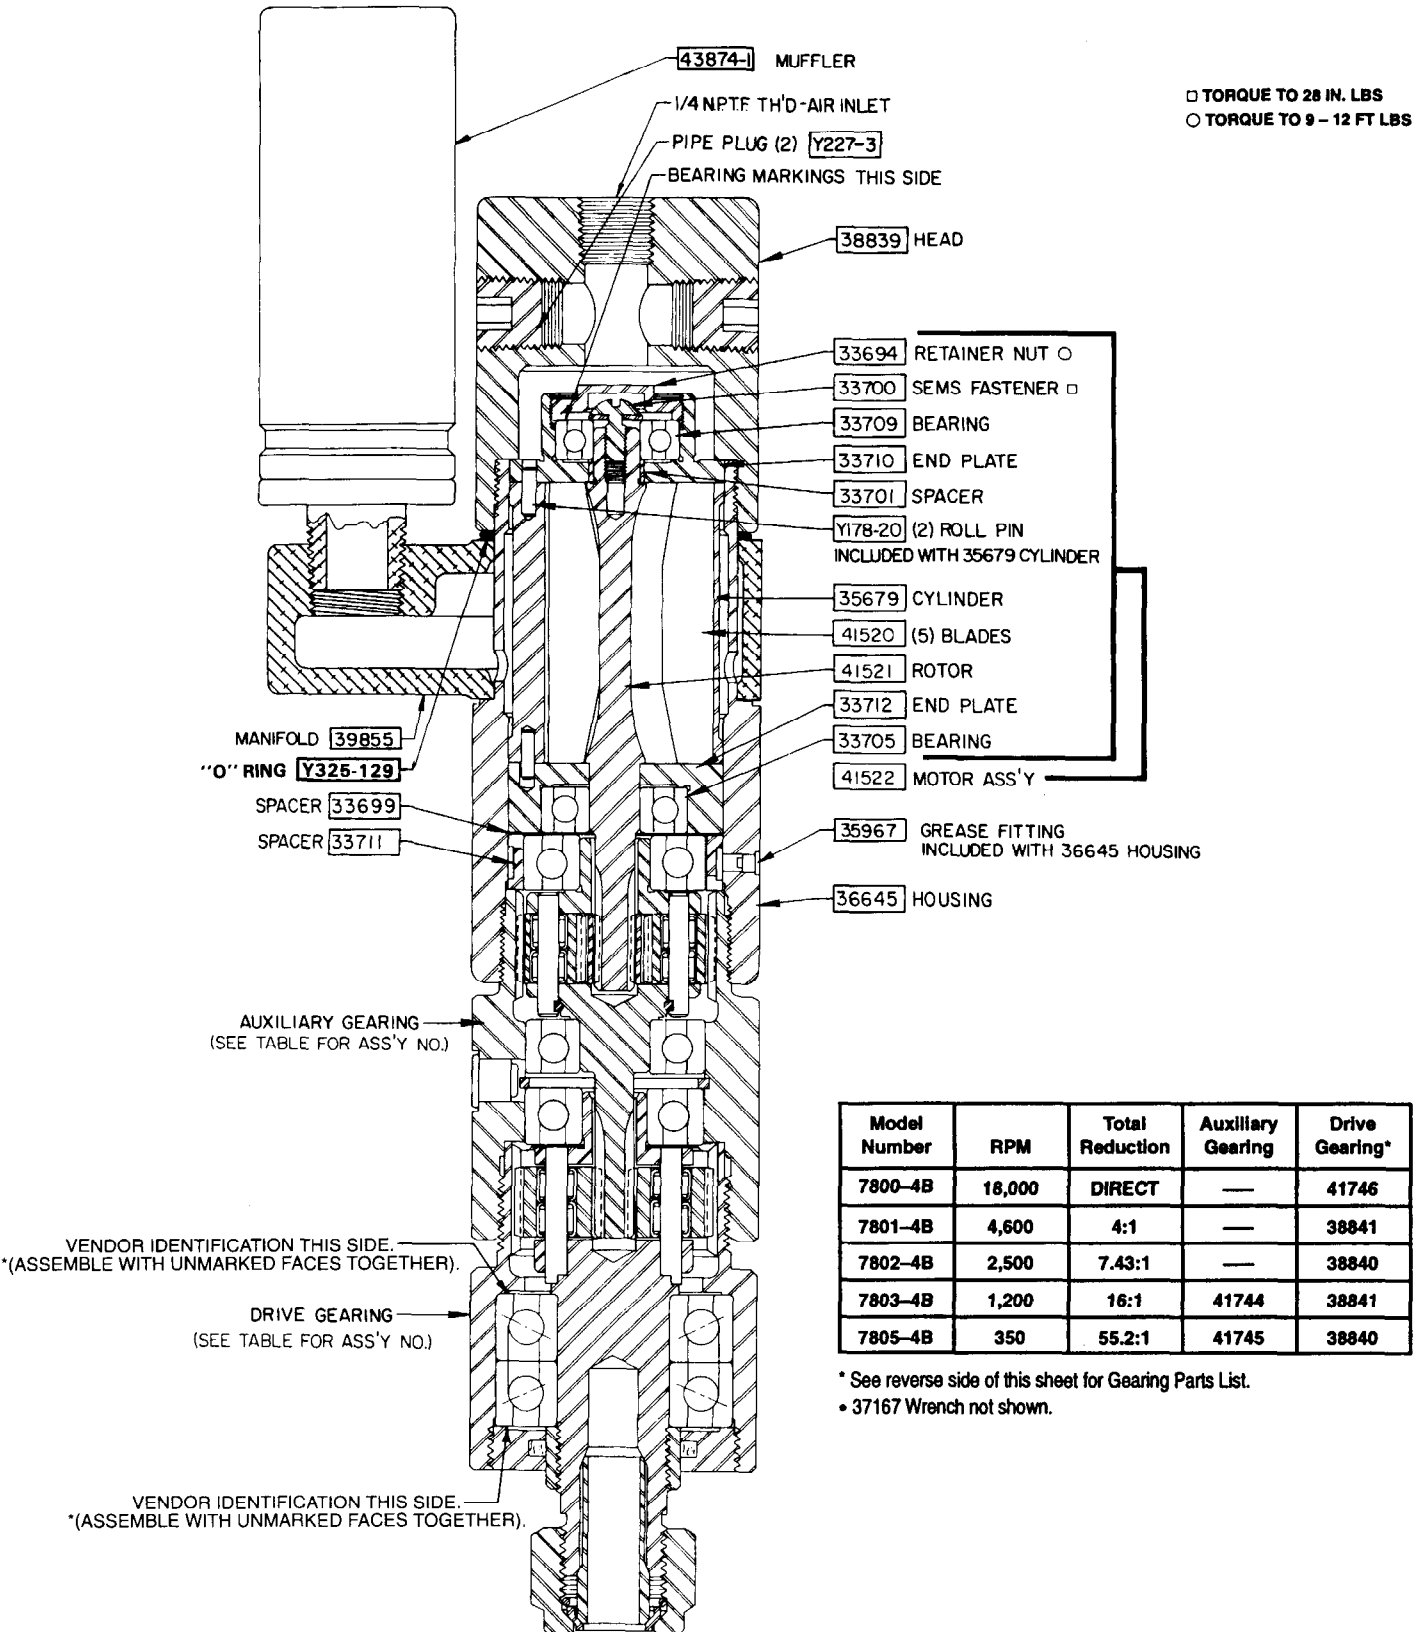 43874-1 MUFFLER
1/4 N.P.T.F. TH'D-AIR INLET
PIPE PLUG (2) Y227-3
BEARING MARKINGS THIS SIDE
□ TORQUE TO 28 IN. LBS
○ TORQUE TO 9 – 12 FT LBS
38839 HEAD
33694 RETAINER NUT ○
33700 SEMS FASTENER □
33709 BEARING
33710 END PLATE
33701 SPACER
Y178-20 (2) ROLL PIN
INCLUDED WITH 35679 CYLINDER
35679 CYLINDER
41520 (5) BLADES
41521 ROTOR
33712 END PLATE
33705 BEARING
41522 MOTOR ASS'Y
35967 GREASE FITTING
INCLUDED WITH 36645 HOUSING
36645 HOUSING
MANIFOLD 39855
"O" RING Y325-129
SPACER 33699
SPACER 33711
AUXILIARY GEARING
(SEE TABLE FOR ASS'Y NO.)
VENDOR IDENTIFICATION THIS SIDE.
*(ASSEMBLE WITH UNMARKED FACES TOGETHER).
DRIVE GEARING
(SEE TABLE FOR ASS'Y NO.)
VENDOR IDENTIFICATION THIS SIDE.
*(ASSEMBLE WITH UNMARKED FACES TOGETHER).
Model Number RPM Total Reduction Auxiliary Gearing Drive Gearing*
7800–4B 18,000 DIRECT — 41746
7801–4B 4,600 4:1 — 38841
7802–4B 2,500 7.43:1 — 38840
7803–4B 1,200 16:1 41744 38841
7805–4B 350 55.2:1 41745 38840
* See reverse side of this sheet for Gearing Parts List.
• 37167 Wrench not shown.